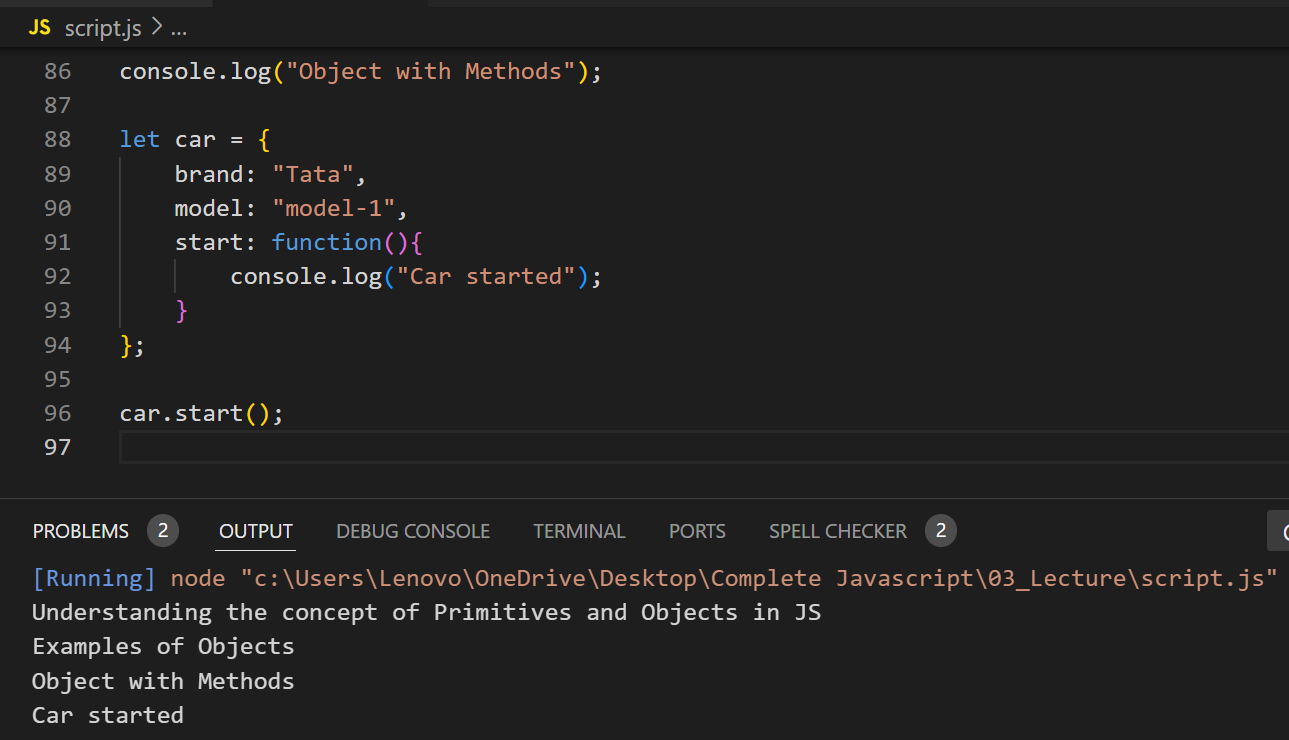 JS script.js > ...
86 console.log("Object with Methods");
87
88 let car = {
89     brand: "Tata",
90     model: "model-1",
91     start: function(){
92         console.log("Car started");
93     }
94 };
95
96 car.start();
97
PROBLEMS 2 OUTPUT DEBUG CONSOLE TERMINAL PORTS SPELL CHECKER 2
[Running] node "c:\Users\Lenovo\OneDrive\Desktop\Complete Javascript\03_Lecture\script.js"
Understanding the concept of Primitives and Objects in JS
Examples of Objects
Object with Methods
Car started